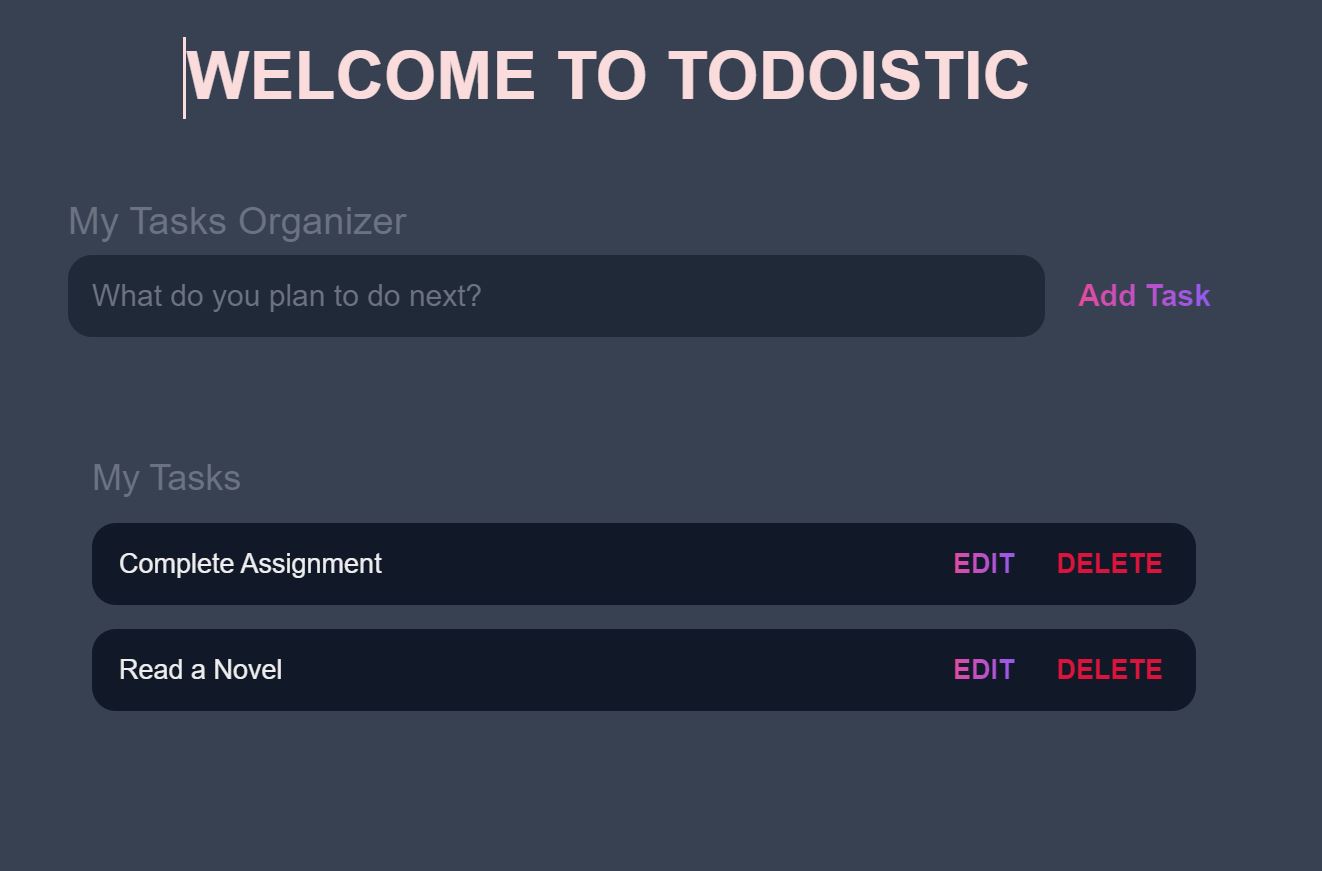 WELCOME TO TODOISTIC
My Tasks Organizer
What do you plan to do next?
Add Task
My Tasks
Complete Assignment EDIT DELETE
Read a Novel EDIT DELETE